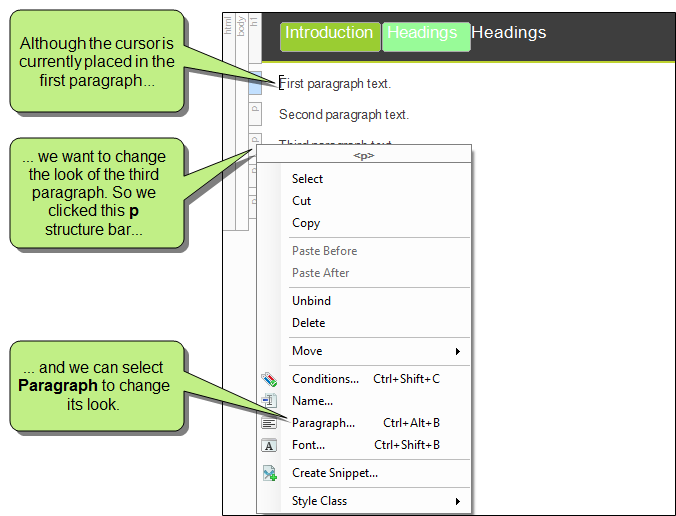 Although the cursor is
currently placed in the
first paragraph...
html
body
h1
Introduction Headings Headings
First paragraph text.
p
Second paragraph text.
p
Third paragraph text.
... we want to change
the look of the third
paragraph. So we
clicked this p
structure bar...
<p>
Select
Cut
Copy
Paste Before
Paste After
Unbind
Delete
Move
Conditions... Ctrl+Shift+C
Name...
Paragraph... Ctrl+Alt+B
Font... Ctrl+Shift+B
Create Snippet...
Style Class
... and we can select
Paragraph to change
its look.